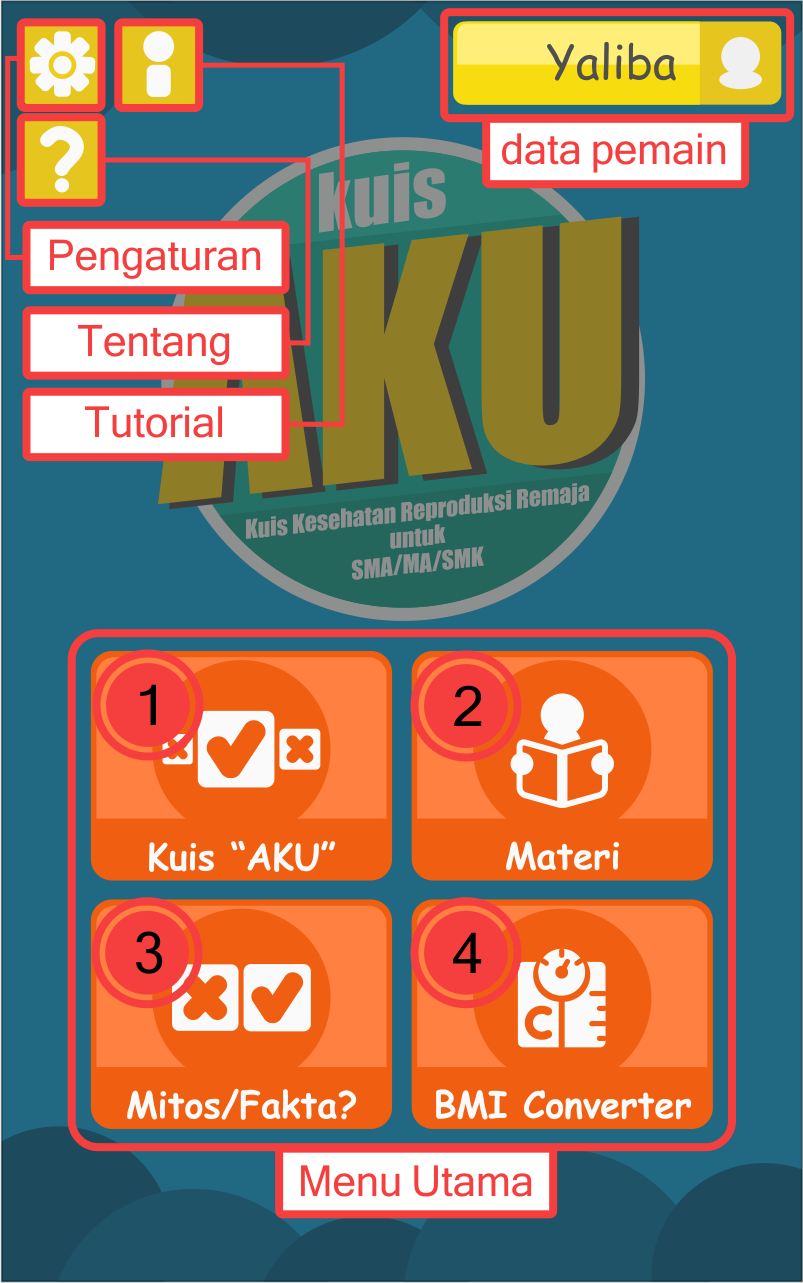 ?
Yaliba
data pemain
Pengaturan
Tentang
Tutorial
kuis
AKU
Kuis Kesehatan Reproduksi Remaja
untuk
SMA/MA/SMK
1
Kuis “AKU”
2
Materi
3
Mitos/Fakta?
4
C
BMI Converter
Menu Utama